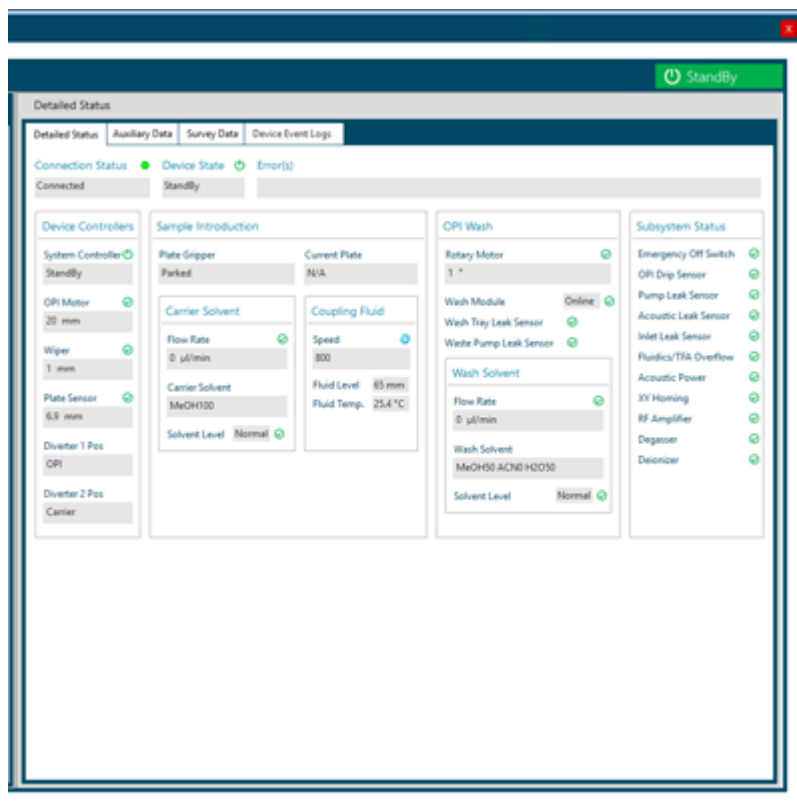 X
StandBy
Detailed Status
Detailed Status Auxiliary Data Survey Data Device Event Logs
Connection Status Device State Error(s)
Connected StandBy
Device Controllers
System Controller
StandBy
OPI Motor
20 mm
Wiper
1 mm
Plate Sensor
6.9 mm
Diverter 1 Pos
OPI
Diverter 2 Pos
Carrier
Sample Introduction
Plate Gripper Current Plate
Parked N/A
Carrier Solvent
Flow Rate
0 µl/min
Carrier Solvent
MeOH100
Solvent Level Normal
Coupling Fluid
Speed
800
Fluid Level 65 mm
Fluid Temp. 25.4 °C
OPI Wash
Rotary Motor
1 °
Wash Module Online
Wash Tray Leak Sensor
Waste Pump Leak Sensor
Wash Solvent
Flow Rate
0 µl/min
Wash Solvent
MeOH50 ACN0 H2O50
Solvent Level Normal
Subsystem Status
Emergency Off Switch
OPI Drip Sensor
Pump Leak Sensor
Acoustic Leak Sensor
Inlet Leak Sensor
Fluidics/TFA Overflow
Acoustic Power
XY Homing
RF Amplifier
Degasser
Deionizer